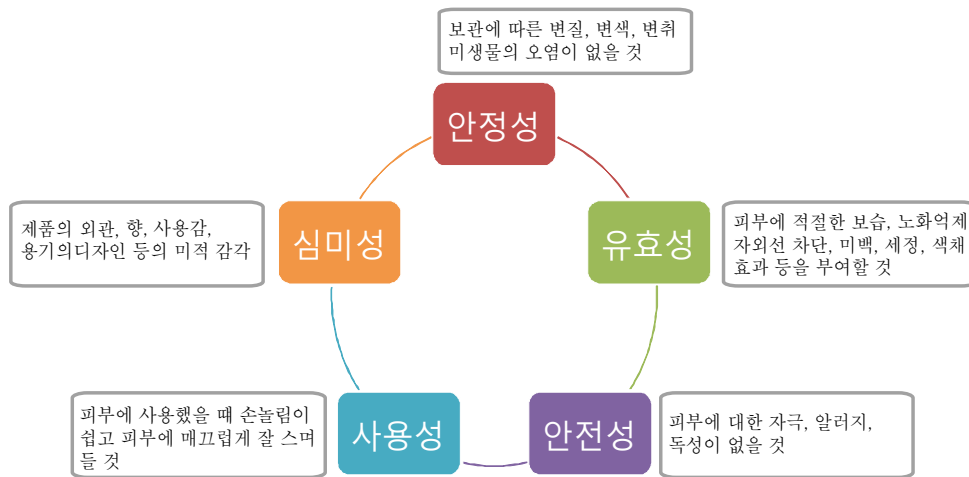 보관에 따른 변질, 변색, 변취
미생물의 오염이 없을 것
안정성
제품의 외관, 향, 사용감,
용기의디자인 등의 미적 감각
심미성
유효성
피부에 적절한 보습, 노화억제
자외선 차단, 미백, 세정, 색채
효과 등을 부여할 것
피부에 사용했을 때 손놀림이
쉽고 피부에 매끄럽게 잘 스며
들 것
사용성
안전성
피부에 대한 자극, 알러지,
독성이 없을 것